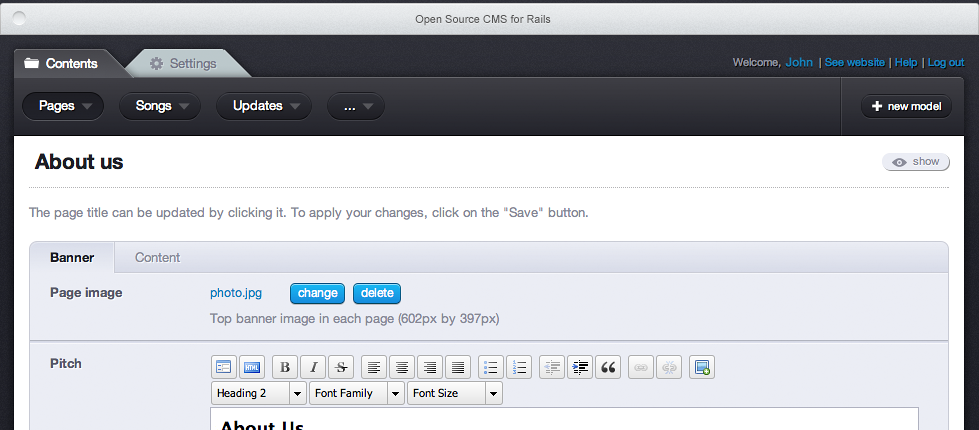 Open Source CMS for Rails
Contents Settings Welcome, John | See website | Help | Log out
Pages Songs Updates ... + new model
About us show
The page title can be updated by clicking it. To apply your changes, click on the "Save" button.
Banner Content
Page image photo.jpg change delete
Top banner image in each page (602px by 397px)
Pitch HTML B I S
Heading 2 Font Family Font Size
About Us